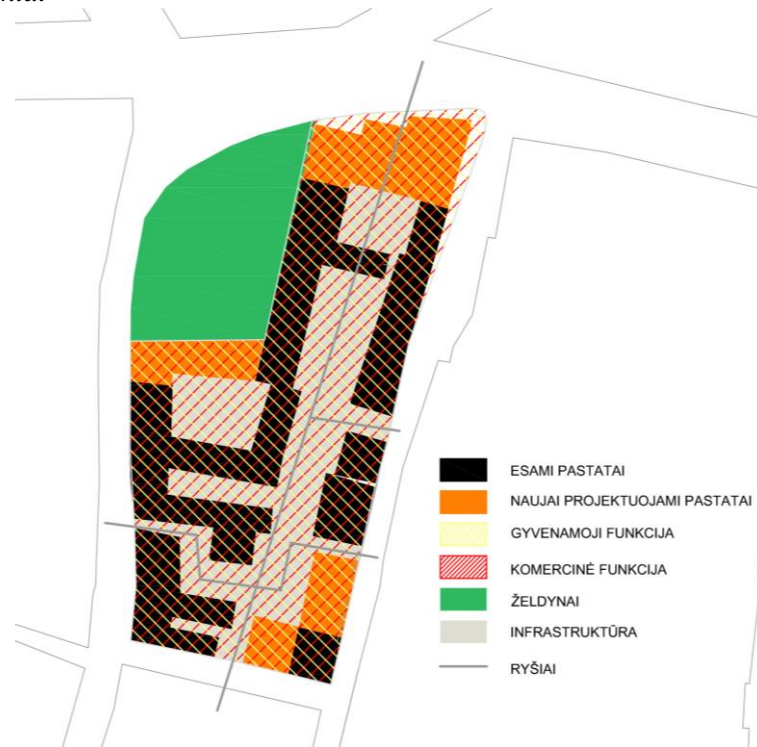 ESAMI PASTATAI
NAUJAI PROJEKTUOJAMI PASTATAI
GYVENAMOJI FUNKCIJA
KOMERCINĖ FUNKCIJA
ŽELDYNAI
INFRASTRUKTŪRA
RYŠIAI